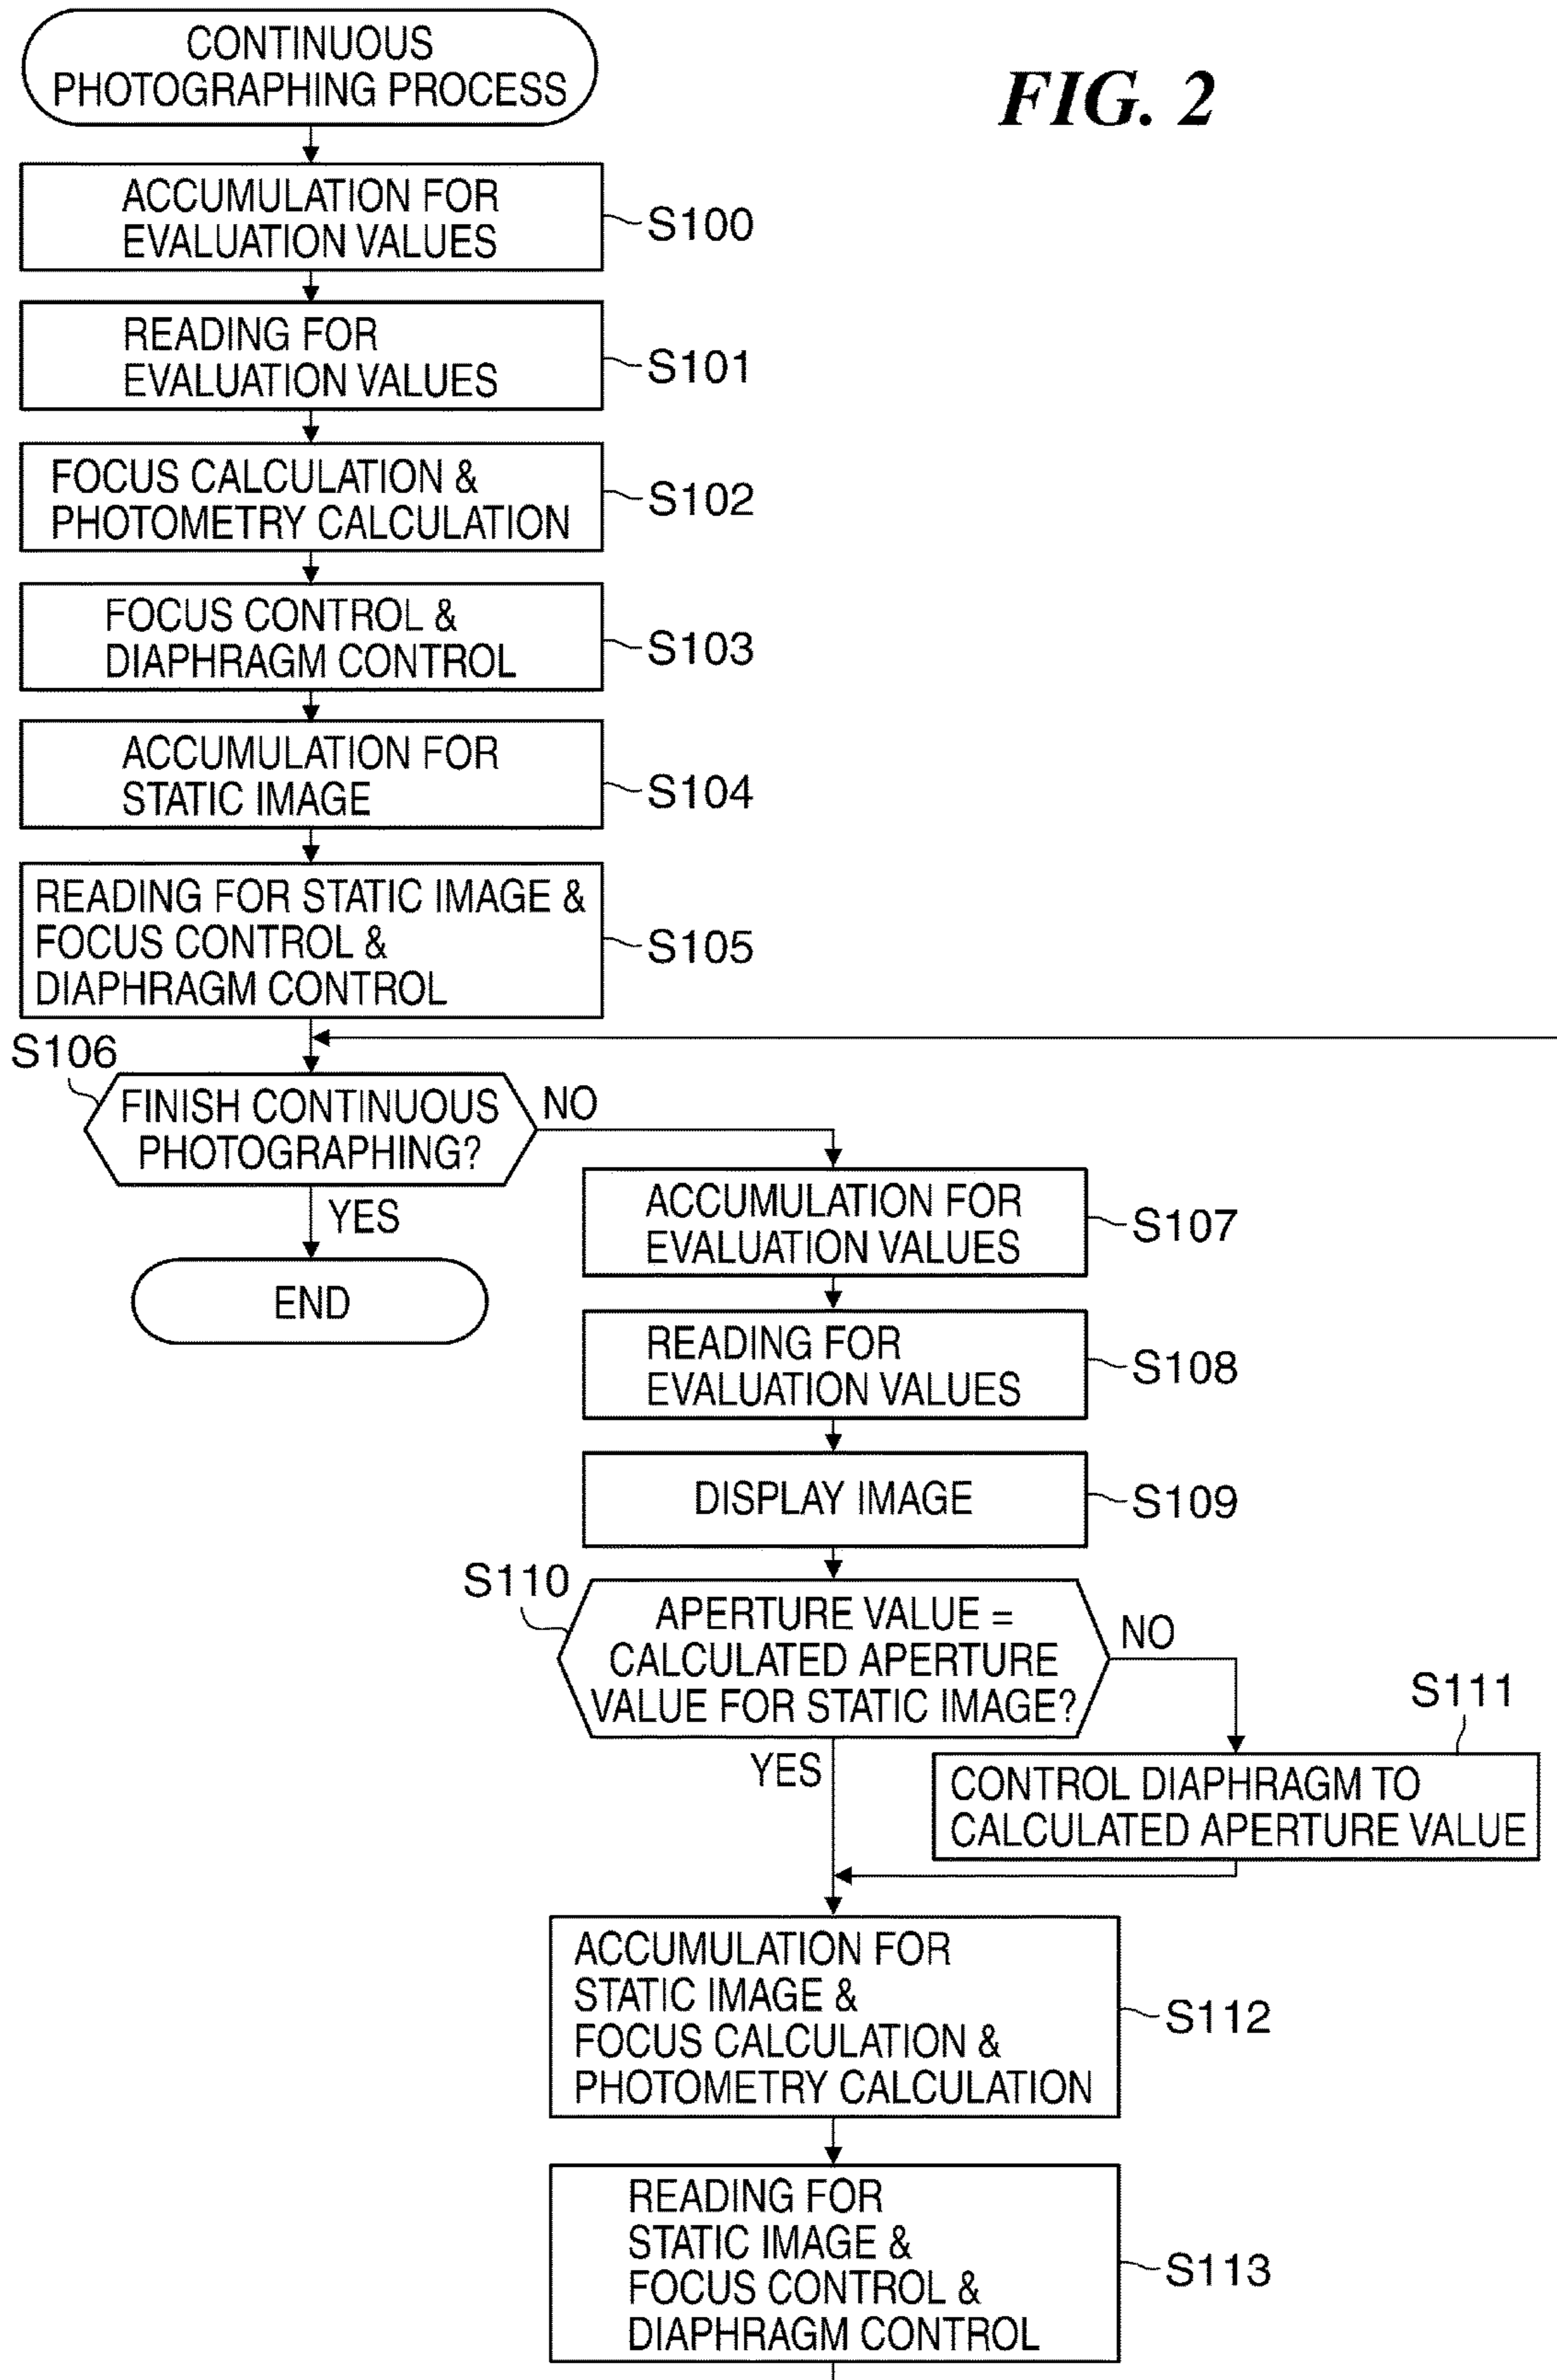 CONTINUOUS
PHOTOGRAPHING PROCESS
FIG. 2
ACCUMULATION FOR
EVALUATION VALUES
S100
READING FOR
EVALUATION VALUES
S101
FOCUS CALCULATION &
PHOTOMETRY CALCULATION
S102
FOCUS CONTROL &
DIAPHRAGM CONTROL
S103
ACCUMULATION FOR
STATIC IMAGE
S104
READING FOR STATIC IMAGE &
FOCUS CONTROL &
DIAPHRAGM CONTROL
S105
S106
FINISH CONTINUOUS
PHOTOGRAPHING?
NO
YES
END
ACCUMULATION FOR
EVALUATION VALUES
S107
READING FOR
EVALUATION VALUES
S108
DISPLAY IMAGE
S109
S110
APERTURE VALUE =
CALCULATED APERTURE
VALUE FOR STATIC IMAGE?
NO
YES
S111
CONTROL DIAPHRAGM TO
CALCULATED APERTURE VALUE
ACCUMULATION FOR
STATIC IMAGE &
FOCUS CALCULATION &
PHOTOMETRY CALCULATION
S112
READING FOR
STATIC IMAGE &
FOCUS CONTROL &
DIAPHRAGM CONTROL
S113